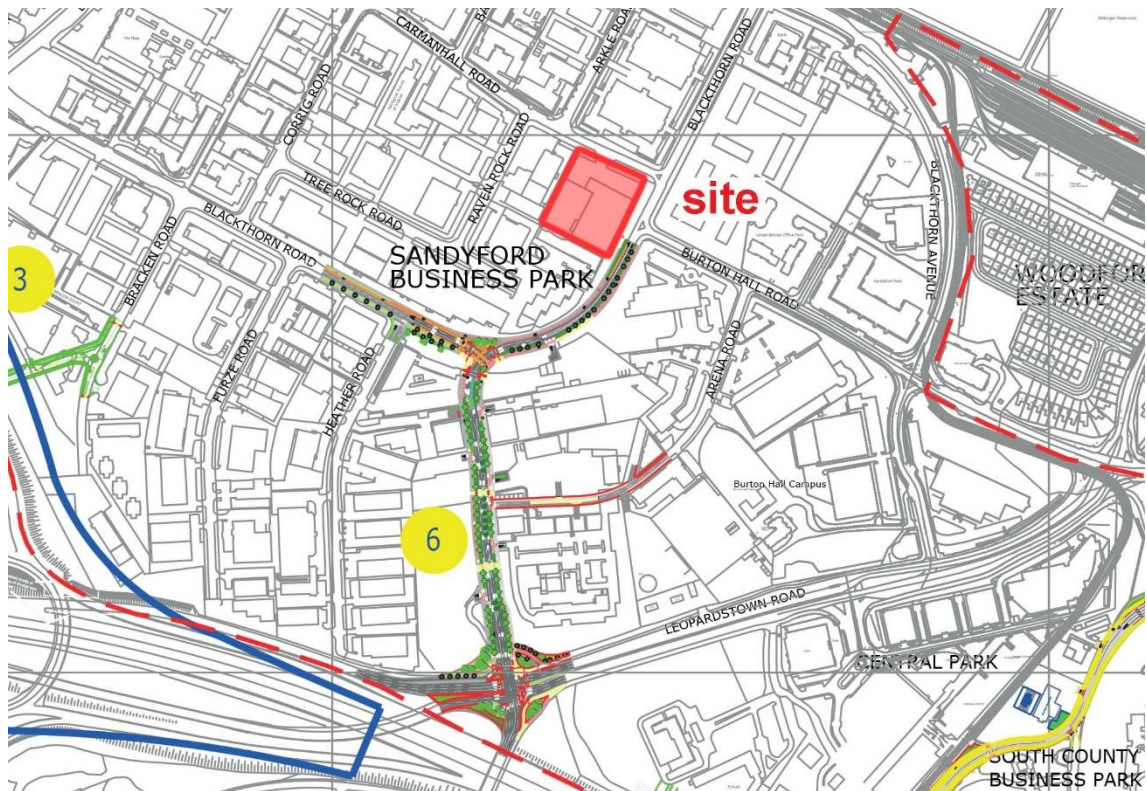 CARMANHALL ROAD
ARKLE ROAD
BLACKTHORN ROAD
CORRIG ROAD
RAVEN ROCK ROAD
TREE ROCK ROAD
site
BLACKTHORN AVENUE
BLACKTHORN ROAD
SANDYFORD
BUSINESS PARK
BURTON HALL ROAD
WOODFOR
ESTATE
3
BRACKEN ROAD
FURZE ROAD
HEATHER ROAD
ARENA ROAD
Burton Hall Campus
6
LEOPARDSTOWN ROAD
CENTRAL PARK
SOUTH COUNTY
BUSINESS PARK